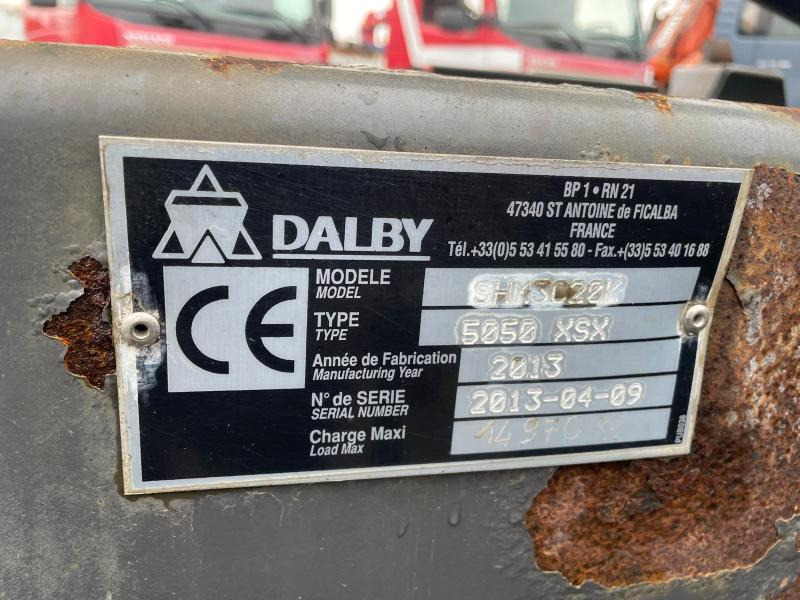 BP 1 • RN 21
47340 ST ANTOINE de FICALBA
FRANCE
Tél.+33(0)5 53 41 55 80 - Fax.+(33)5 53 40 16 88
DALBY
CE
MODELE
MODEL
TYPE 5050 XSX
TYPE
Année de Fabrication 2013
Manufacturing Year
N° de SERIE 2013-04-09
SERIAL NUMBER
Charge Maxi
Load Max
PUB038